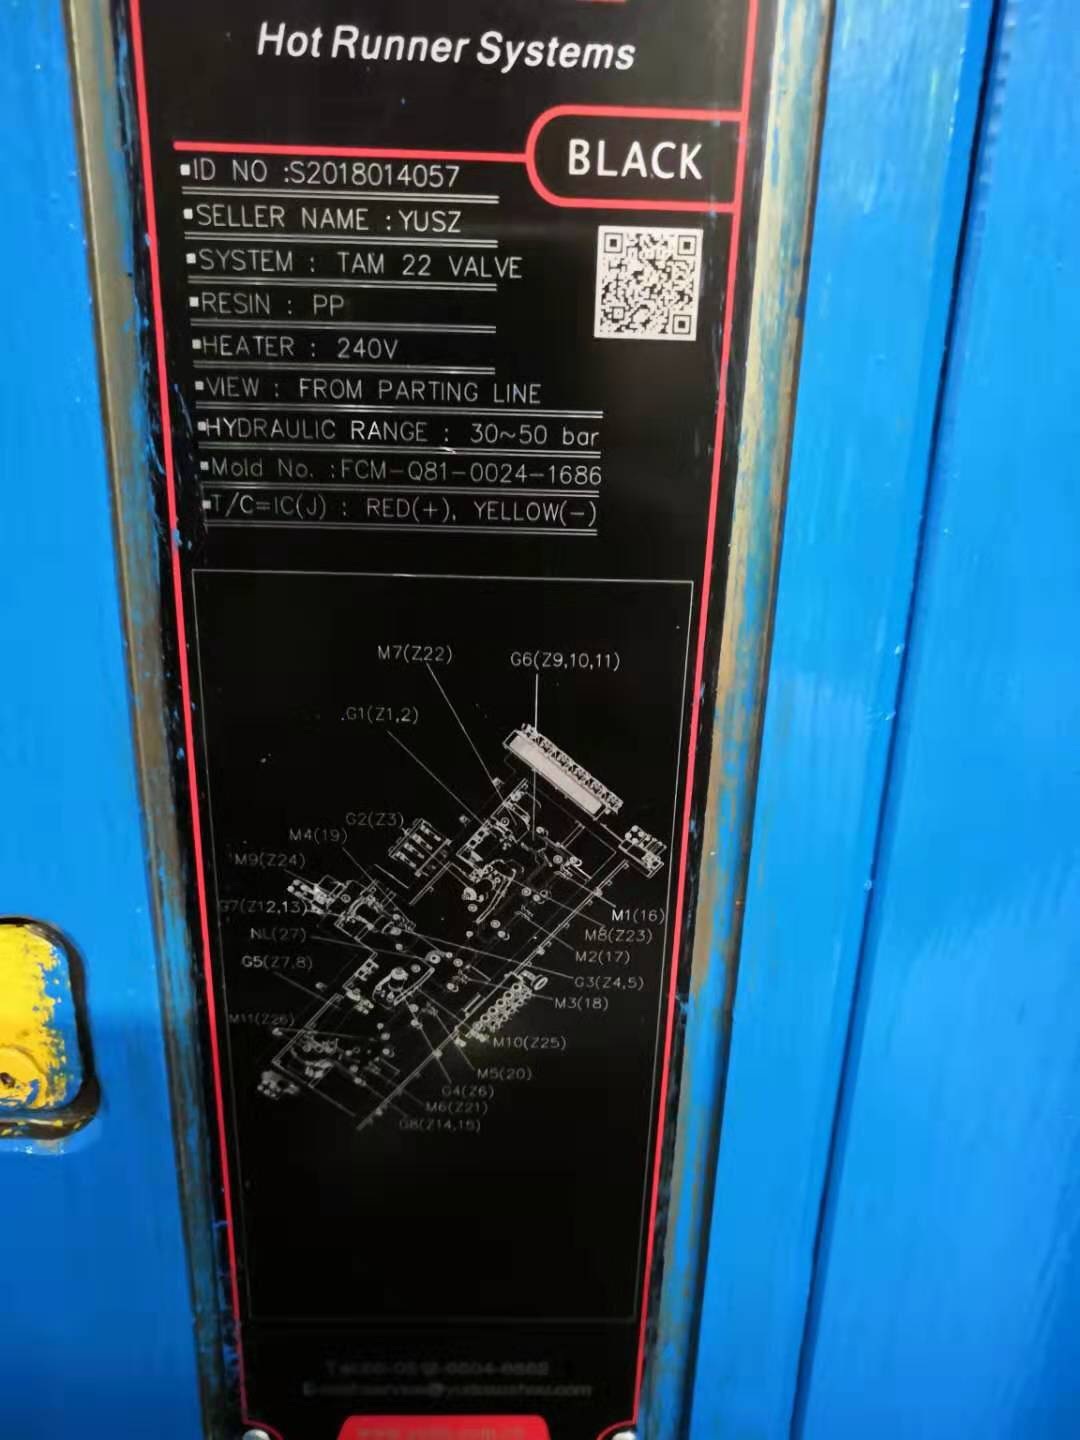 Hot Runner Systems
BLACK
▪ID NO :S2018014057
▪SELLER NAME :YUSZ
▪SYSTEM : TAM 22 VALVE
▪RESIN : PP
▪HEATER : 240V
▪VIEW : FROM PARTING LINE
▪HYDRAULIC RANGE : 30~50 bar
▪Mold No. :FCM-Q81-0024-1686
▪T/C=IC(J) : RED(+), YELLOW(-)
M7(Z22)
G6(Z9,10,11)
G1(Z1,2)
G2(Z3)
M4(19)
M9(Z24)
G7(Z12,13)
M1(16)
NL(27)
M8(Z23)
M2(17)
G5(Z7,8)
G3(Z4,5)
M3(18)
M11(Z26)
M10(Z25)
M5(20)
G4(Z6)
M6(Z21)
G8(Z14,15)